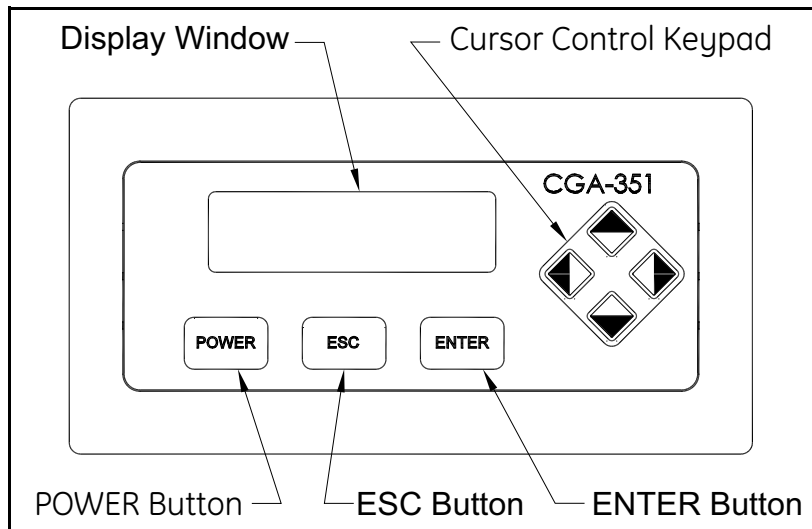 Display Window
Cursor Control Keypad
CGA-351
POWER
ESC
ENTER
POWER Button
ESC Button
ENTER Button